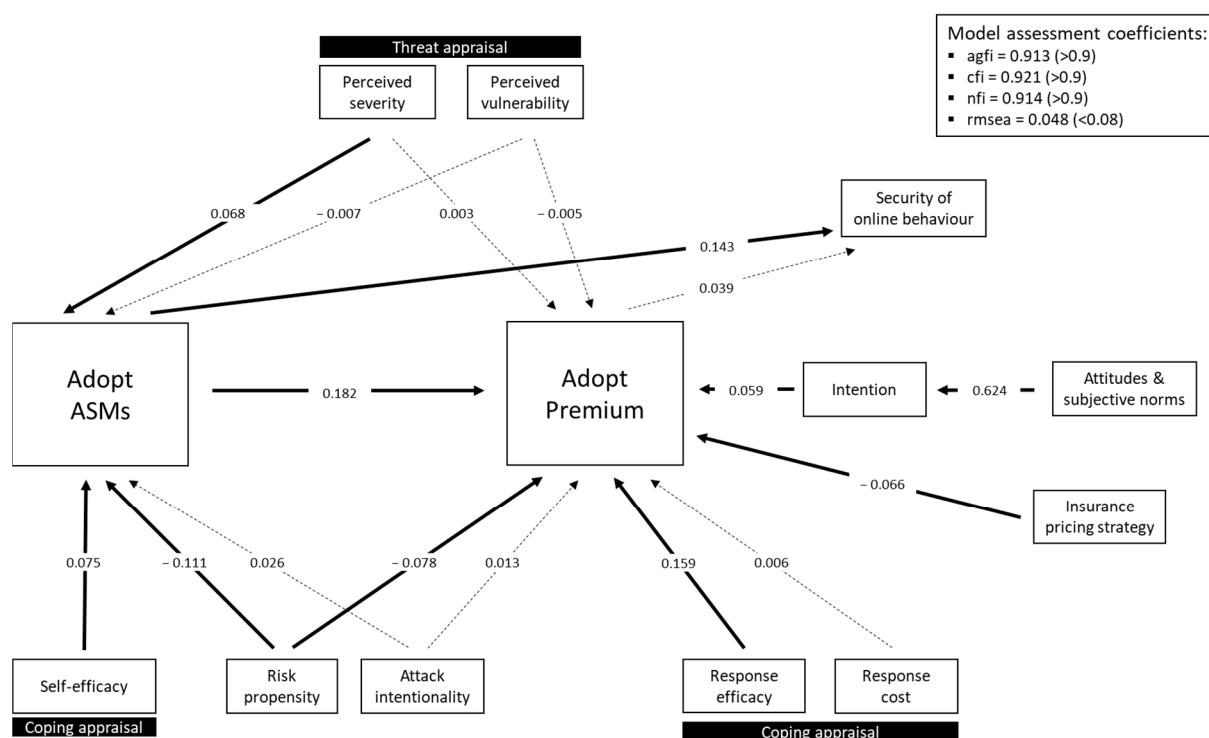 Threat appraisal
Perceived
severity
Perceived
vulnerability
Model assessment coefficients:
▪ agfi = 0.913 (>0.9)
▪ cfi = 0.921 (>0.9)
▪ nfi = 0.914 (>0.9)
▪ rmsea = 0.048 (<0.08)
Security of
online behaviour
0.068
– 0.007
0.003
– 0.005
0.143
0.039
Adopt
ASMs
0.182
Adopt
Premium
0.059
Intention
0.624
Attitudes &
subjective norms
– 0.066
Insurance
pricing strategy
0.075
– 0.111
0.026
– 0.078
0.013
0.159
0.006
Self-efficacy
Coping appraisal
Risk
propensity
Attack
intentionality
Response
efficacy
Response
cost
Coping appraisal